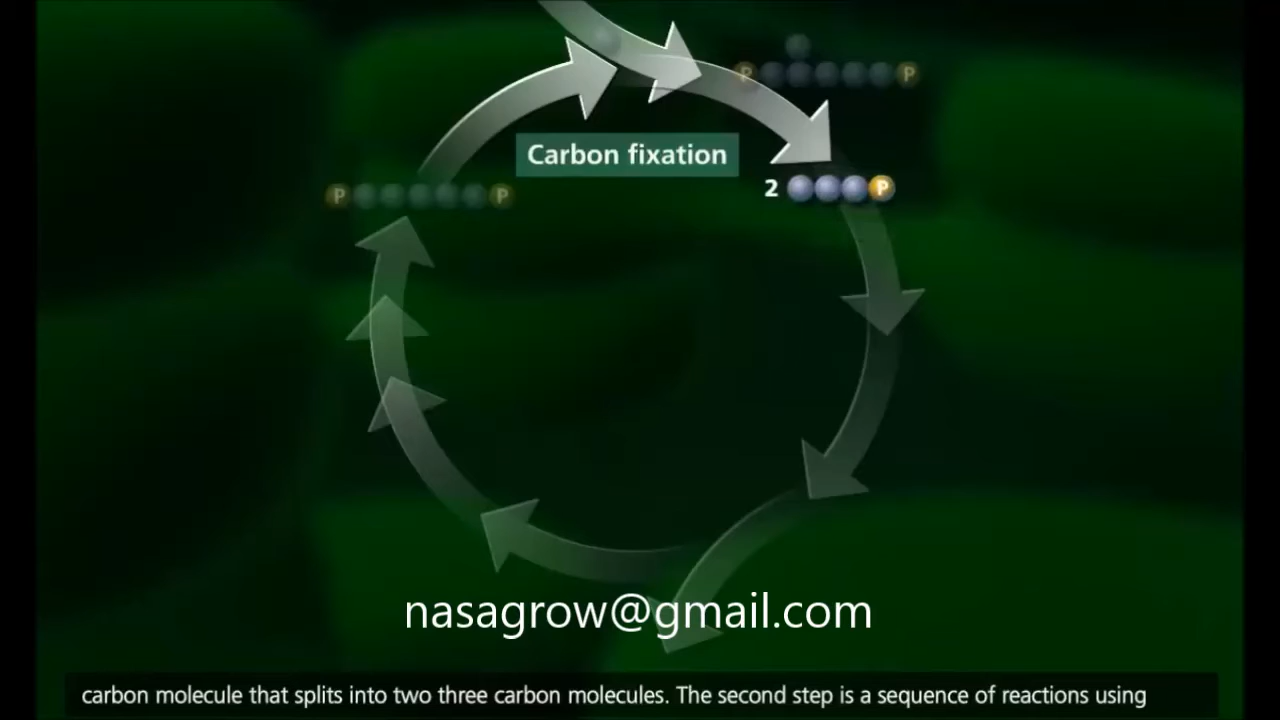 P P
Carbon fixation
2 P
P P
nasagrow@gmail.com
carbon molecule that splits into two three carbon molecules. The second step is a sequence of reactions using